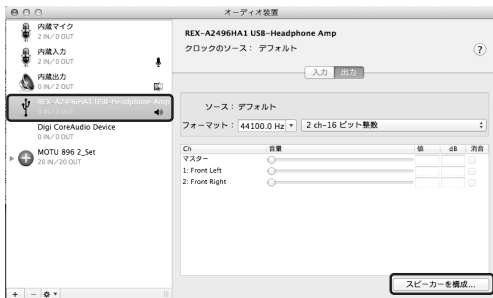 オーディオ装置
内蔵マイク
2 IN／0 OUT
内蔵入力
2 IN／0 OUT
内蔵出力
0 IN／2 OUT
REX-A2496HA1 USB-Headphone Amp
0 IN／2 OUT
Digi CoreAudio Device
0 IN／0 OUT
MOTU 896 2_Set
20 IN／20 OUT
+ −
REX-A2496HA1 USB-Headphone Amp
クロックのソース： デフォルト
?
入力 出力
ソース： デフォルト
フォーマット： 44100.0 Hz 2 ch-16 ビット整数
Ch 音量 値 dB 消音
マスター
1: Front Left
2: Front Right
スピーカーを構成...